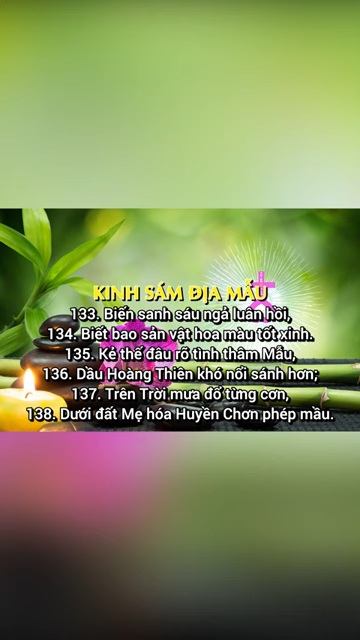 KINH SÁM ĐỊA MẪU
133. Biến sanh sáu ngả luân hồi,
134. Biết bao sản vật hoa màu tốt xinh.
135. Kẻ thế đâu rõ tình thâm Mẫu,
136. Dầu Hoàng Thiên khó nổi sánh hơn;
137. Trên Trời mưa đổ từng cơn,
138. Dưới đất Mẹ hóa Huyền Chơn phép mầu.